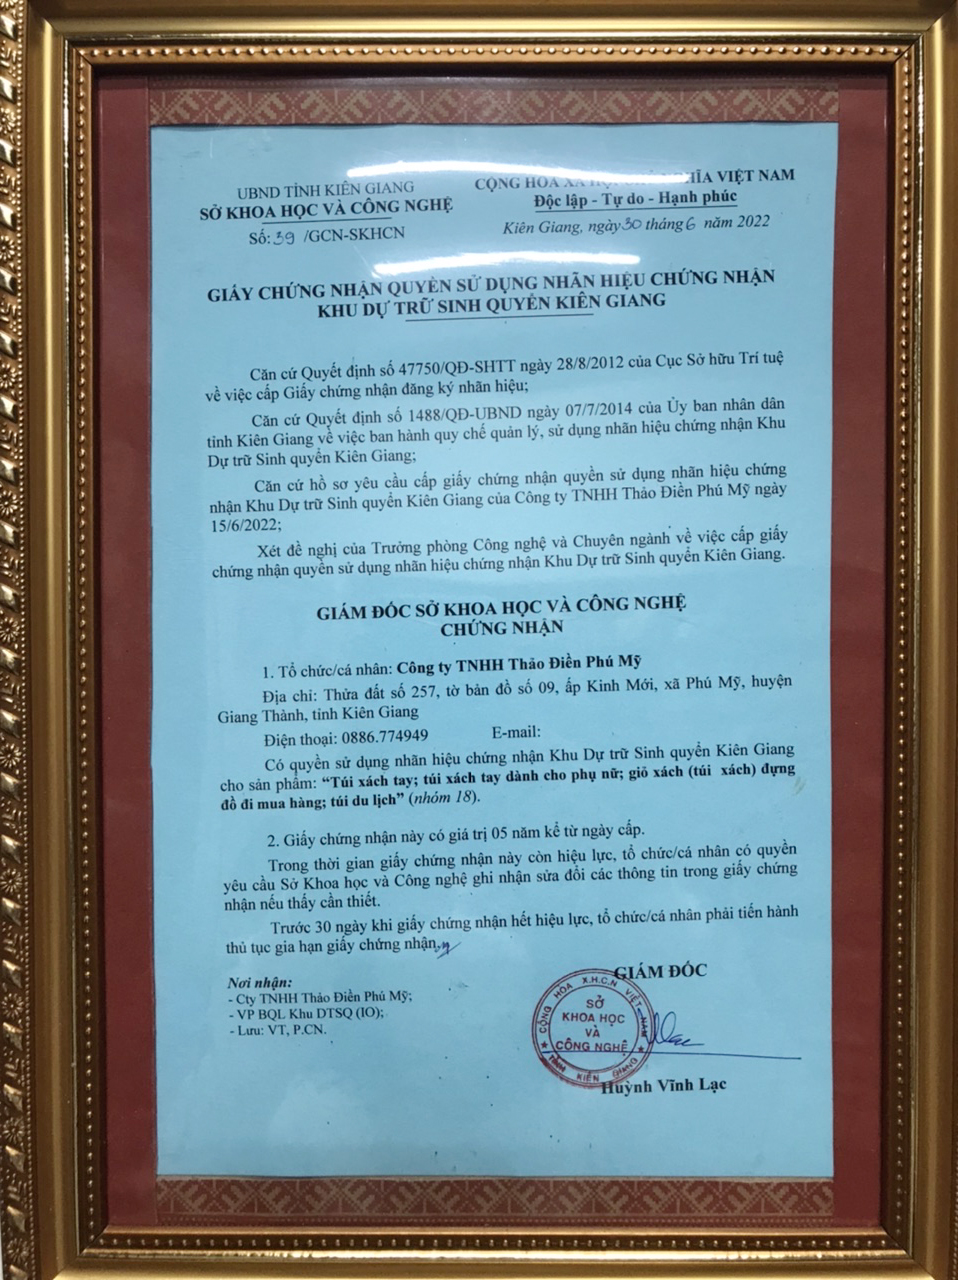 UBND TỈNH KIÊN GIANG
SỞ KHOA HỌC VÀ CÔNG NGHỆ
Số: 39 /GCN-SKHCN
CỘNG HÒA XÃ HỘI CHỦ NGHĨA VIỆT NAM
Độc lập - Tự do - Hạnh phúc
Kiên Giang, ngày 30 tháng 6 năm 2022
GIẤY CHỨNG NHẬN QUYỀN SỬ DỤNG NHÃN HIỆU CHỨNG NHẬN
KHU DỰ TRỮ SINH QUYỂN KIÊN GIANG
Căn cứ Quyết định số 47750/QĐ-SHTT ngày 28/8/2012 của Cục Sở hữu Trí tuệ
về việc cấp Giấy chứng nhận đăng ký nhãn hiệu;
Căn cứ Quyết định số 1488/QĐ-UBND ngày 07/7/2014 của Ủy ban nhân dân
tỉnh Kiên Giang về việc ban hành quy chế quản lý, sử dụng nhãn hiệu chứng nhận Khu
Dự trữ Sinh quyển Kiên Giang;
Căn cứ hồ sơ yêu cầu cấp giấy chứng nhận quyền sử dụng nhãn hiệu chứng
nhận Khu Dự trữ Sinh quyển Kiên Giang của Công ty TNHH Thảo Điền Phú Mỹ ngày
15/6/2022;
Xét đề nghị của Trưởng phòng Công nghệ và Chuyên ngành về việc cấp giấy
chứng nhận quyền sử dụng nhãn hiệu chứng nhận Khu Dự trữ Sinh quyển Kiên Giang.
GIÁM ĐỐC SỞ KHOA HỌC VÀ CÔNG NGHỆ
CHỨNG NHẬN
1. Tổ chức/cá nhân: Công ty TNHH Thảo Điền Phú Mỹ
Địa chỉ: Thửa đất số 257, tờ bản đồ số 09, ấp Kinh Mới, xã Phú Mỹ, huyện
Giang Thành, tỉnh Kiên Giang
Điện thoại: 0886.774949 E-mail:
Có quyền sử dụng nhãn hiệu chứng nhận Khu Dự trữ Sinh quyển Kiên Giang
cho sản phẩm: “Túi xách tay; túi xách tay dành cho phụ nữ; giỏ xách (túi xách) đựng
đồ đi mua hàng; túi du lịch” (nhóm 18).
2. Giấy chứng nhận này có giá trị 05 năm kể từ ngày cấp.
Trong thời gian giấy chứng nhận này còn hiệu lực, tổ chức/cá nhân có quyền
yêu cầu Sở Khoa học và Công nghệ ghi nhận sửa đổi các thông tin trong giấy chứng
nhận nếu thấy cần thiết.
Trước 30 ngày khi giấy chứng nhận hết hiệu lực, tổ chức/cá nhân phải tiến hành
thủ tục gia hạn giấy chứng nhận.
Nơi nhận:
- Cty TNHH Thảo Điền Phú Mỹ;
- VP BQL Khu DTSQ (IO);
- Lưu: VT, P.CN.
GIÁM ĐỐC
CỘNG HÒA X.H.C.N VIỆT NAM
SỞ
KHOA HỌC
VÀ
CÔNG NGHỆ
TỈNH KIÊN GIANG
Huỳnh Vĩnh Lạc